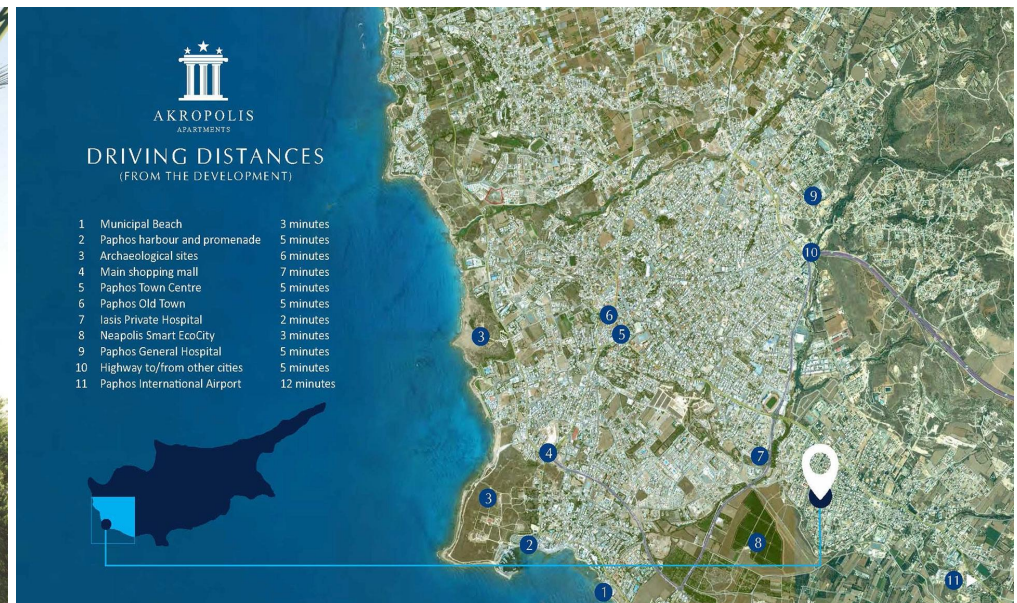 AKROPOLIS
APARTMENTS
DRIVING DISTANCES
(FROM THE DEVELOPMENT)
1 Municipal Beach 3 minutes
2 Paphos harbour and promenade 5 minutes
3 Archaeological sites 6 minutes
4 Main shopping mall 7 minutes
5 Paphos Town Centre 5 minutes
6 Paphos Old Town 5 minutes
7 Iasis Private Hospital 2 minutes
8 Neapolis Smart EcoCity 3 minutes
9 Paphos General Hospital 5 minutes
10 Highway to/from other cities 5 minutes
11 Paphos International Airport 12 minutes
9
10
6
5
3
4
7
3
8
2
11
1